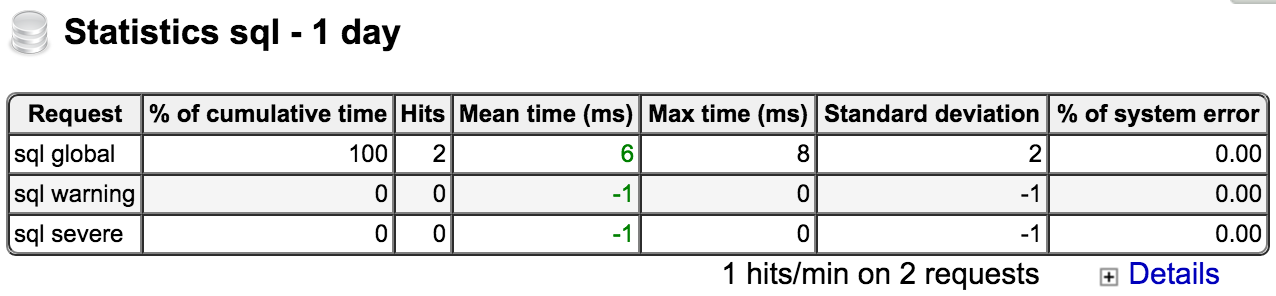 Statistics sql - 1 day
Request % of cumulative time Hits Mean time (ms) Max time (ms) Standard deviation % of system error
sql global 100 2 6 8 2 0.00
sql warning 0 0 -1 0 -1 0.00
sql severe 0 0 -1 0 -1 0.00
1 hits/min on 2 requests Details